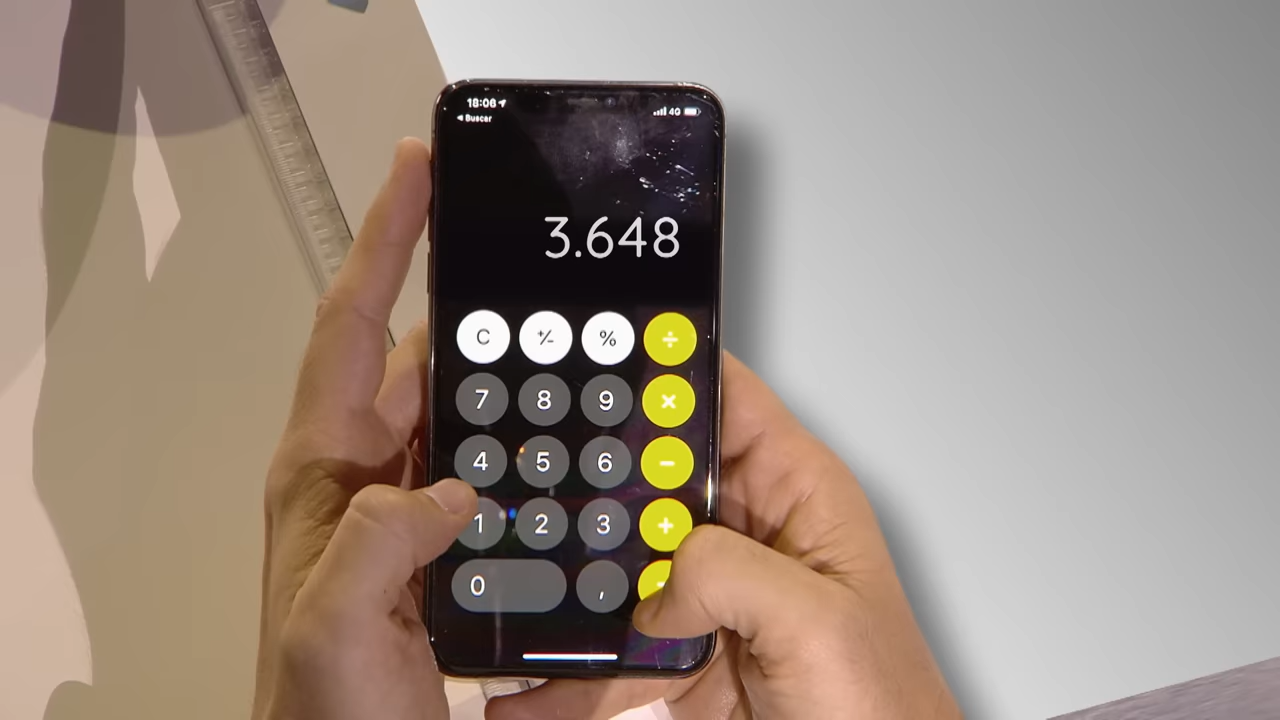 18:06
4G
◀ Buscar
3.648
C +/- % ÷
7 8 9 ×
4 5 6 −
1 2 3 +
0 ,